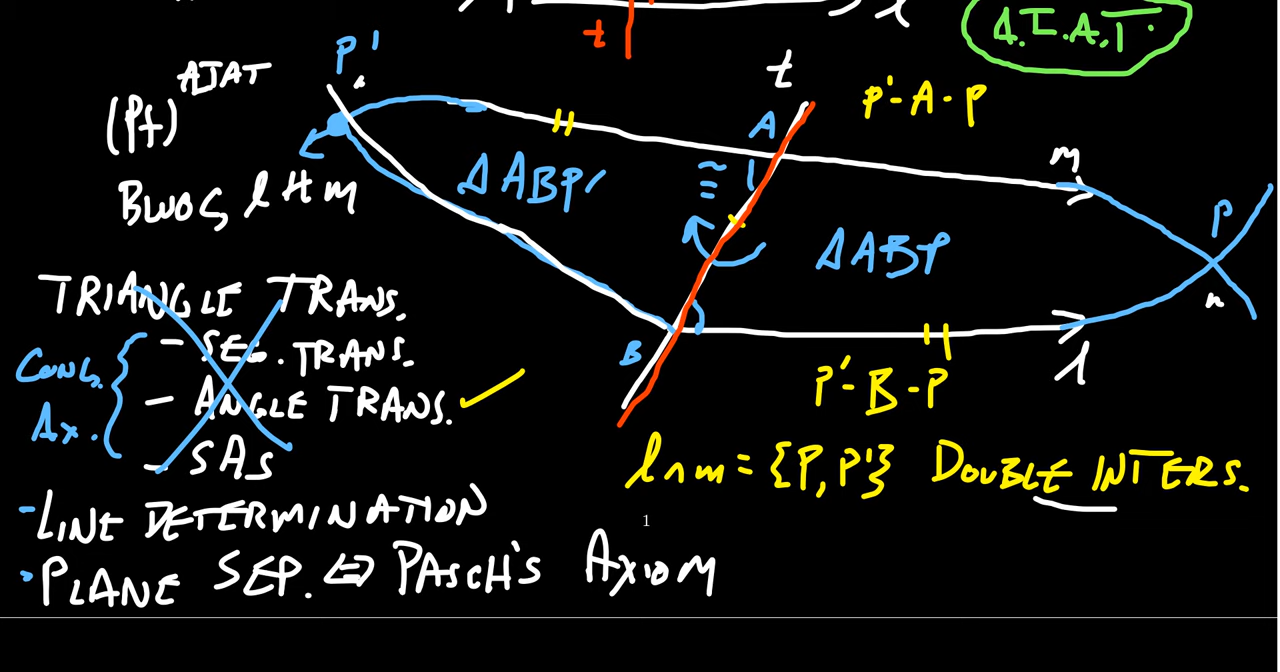 t
l
A.I.A.T.
P'
AIAT
(Pf)
t
P'-A-P
A
m
ΔABP'
≅
BWOG l ∦ m
P
ΔABP
TRIANGLE TRANS.
- SEG. TRANS.
CONG. AX. { - ANGLE TRANS. ✓
- SAS
B
n
l
P'-B-P
l∩m = {P, P'} DOUBLE INTERS.
- LINE DETERMINATION
1
· PLANE SEP. ⇔ PASCH'S AXIOM